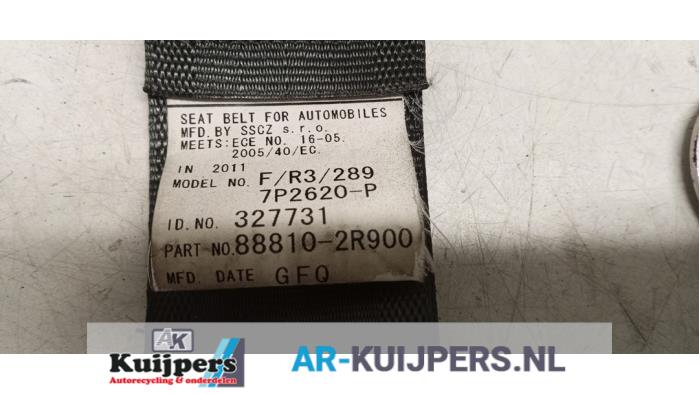 SEAT BELT FOR AUTOMOBILES
MFD. BY SSCZ s.r.o.
MEETS:ECE NO. 16-05.
2005/40/EC.
IN 2011
MODEL NO. F/R3/289
7P2620-P
ID.NO. 327731
PART NO.88810-2R900
MFD. DATE GFQ
AK
Kuijpers
Autorecycling & onderdelen
AR-KUIJPERS.NL